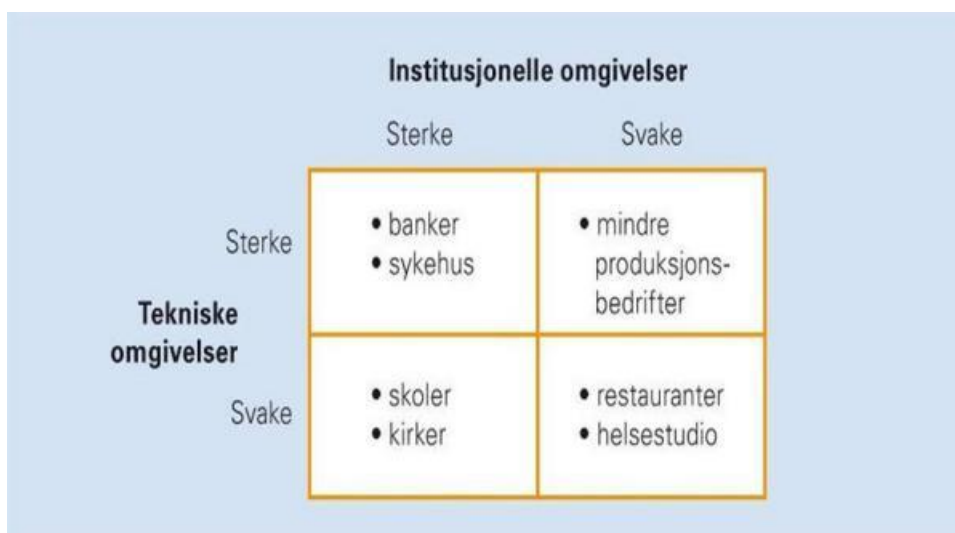 Institusjonelle omgivelser
Sterke Svake
Sterke
• banker
• sykehus
• mindre
produksjons-
bedrifter
Tekniske
omgivelser
Svake
• skoler
• kirker
• restauranter
• helsestudio